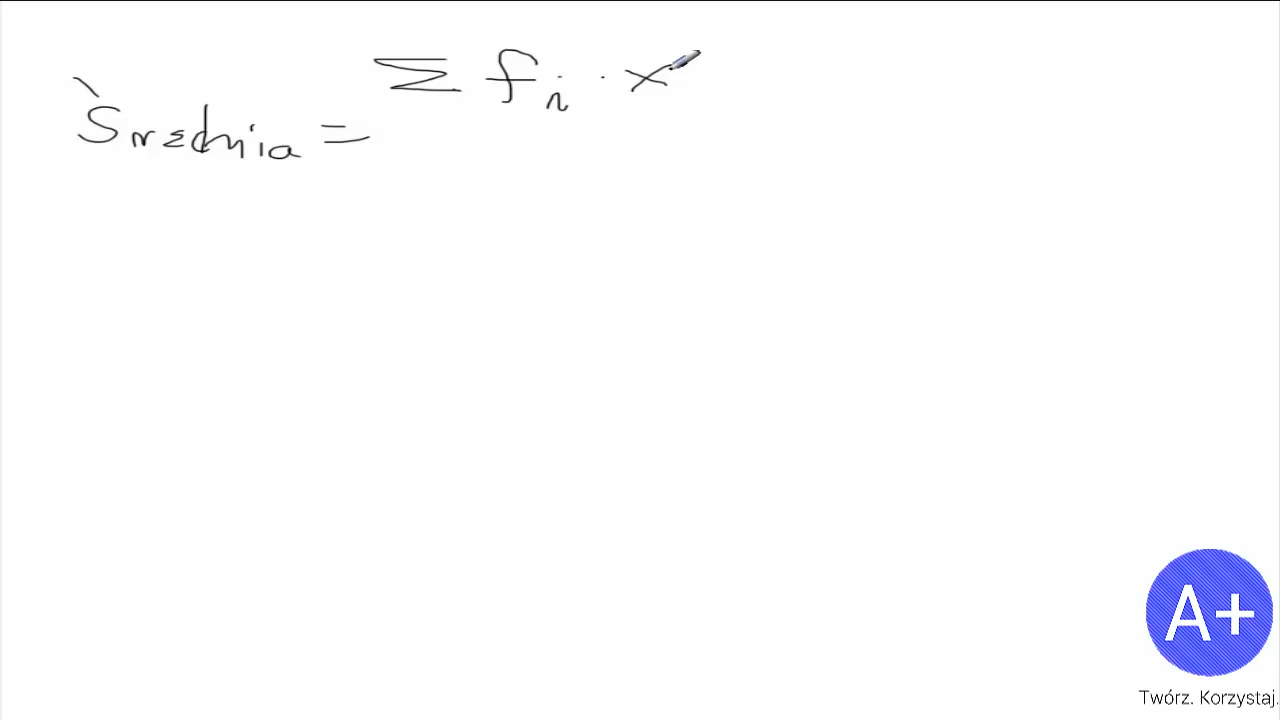 Średnia = Σ fᵢ · x
A+
Twórz. Korzystaj.